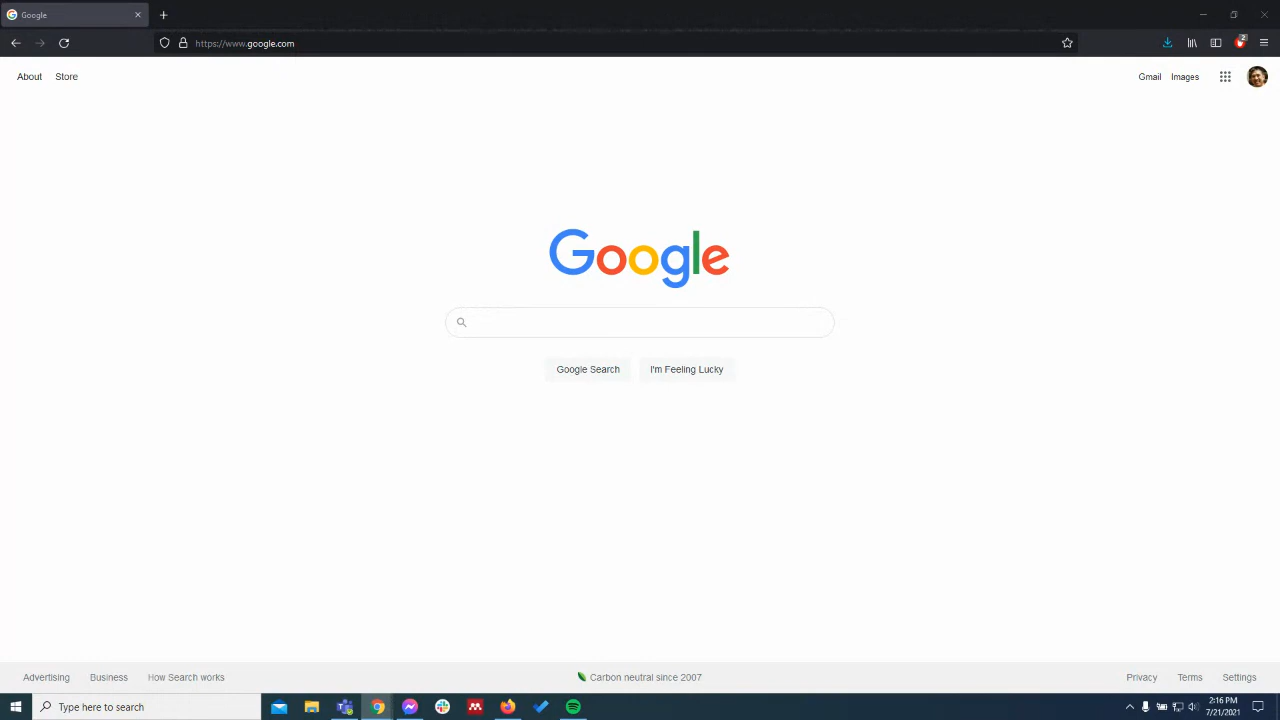 Google
https://www.google.com
2
About Store
Gmail Images
Google
Google Search I'm Feeling Lucky
Advertising Business How Search works
Carbon neutral since 2007
Privacy Terms Settings
Type here to search
2:16 PM
7/21/2021